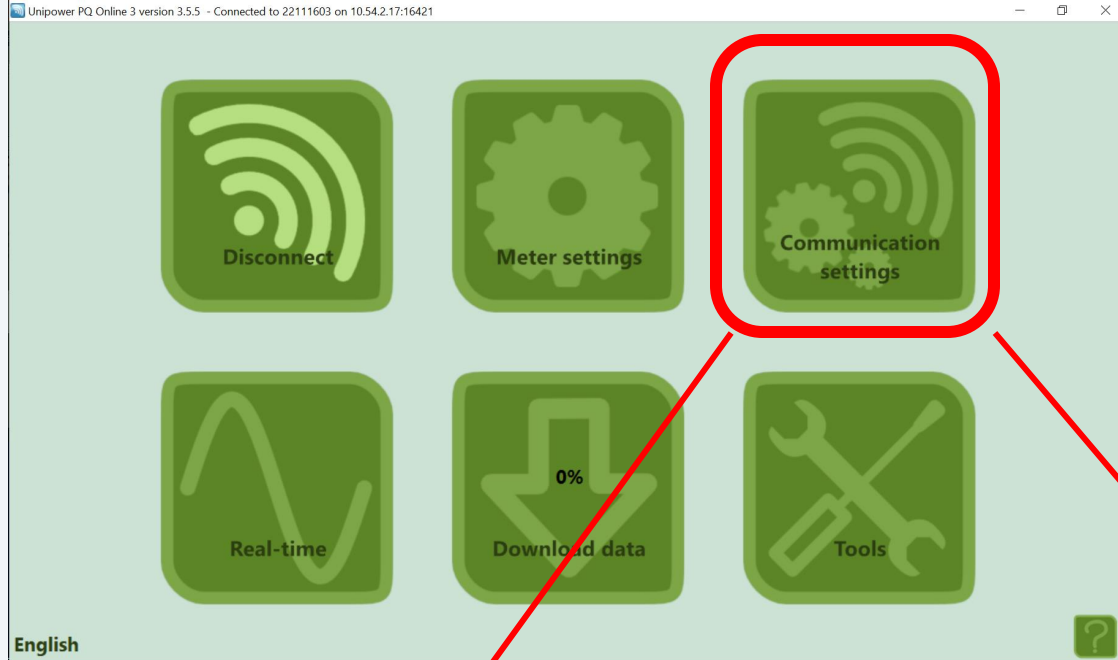 Unipower PQ Online 3 version 3.5.5 - Connected to 22111603 on 10.54.2.17:16421
Disconnect
Meter settings
Communication
settings
Real-time
0%
Download data
Tools
English
?